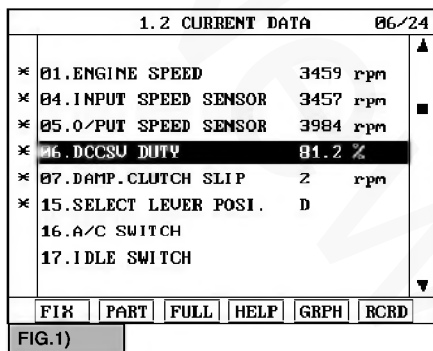 1.2 CURRENT DATA 06/24
* 01.ENGINE SPEED 3459 rpm
* 04.INPUT SPEED SENSOR 3457 rpm
* 05.O/PUT SPEED SENSOR 3984 rpm
* 06.DCCSV DUTY 81.2 %
* 07.DAMP.CLUTCH SLIP 2 rpm
* 15.SELECT LEVER POSI. D
16.A/C SWITCH
17.IDLE SWITCH
FIX PART FULL HELP GRPH RCRD
FIG.1)